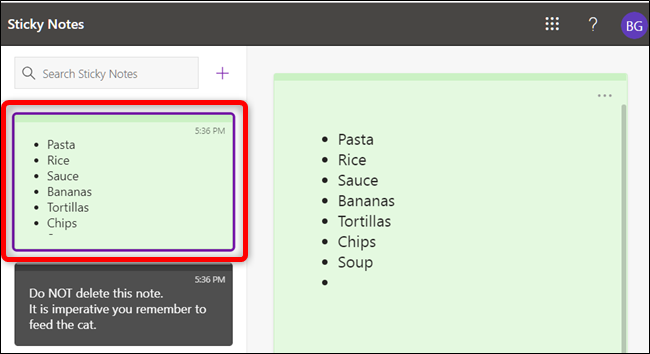 Sticky Notes
?
BG
Search Sticky Notes
+
5:36 PM
• Pasta
• Rice
• Sauce
• Bananas
• Tortillas
• Chips
5:36 PM
Do NOT delete this note.
It is imperative you remember to
feed the cat.
...
• Pasta
• Rice
• Sauce
• Bananas
• Tortillas
• Chips
• Soup
•